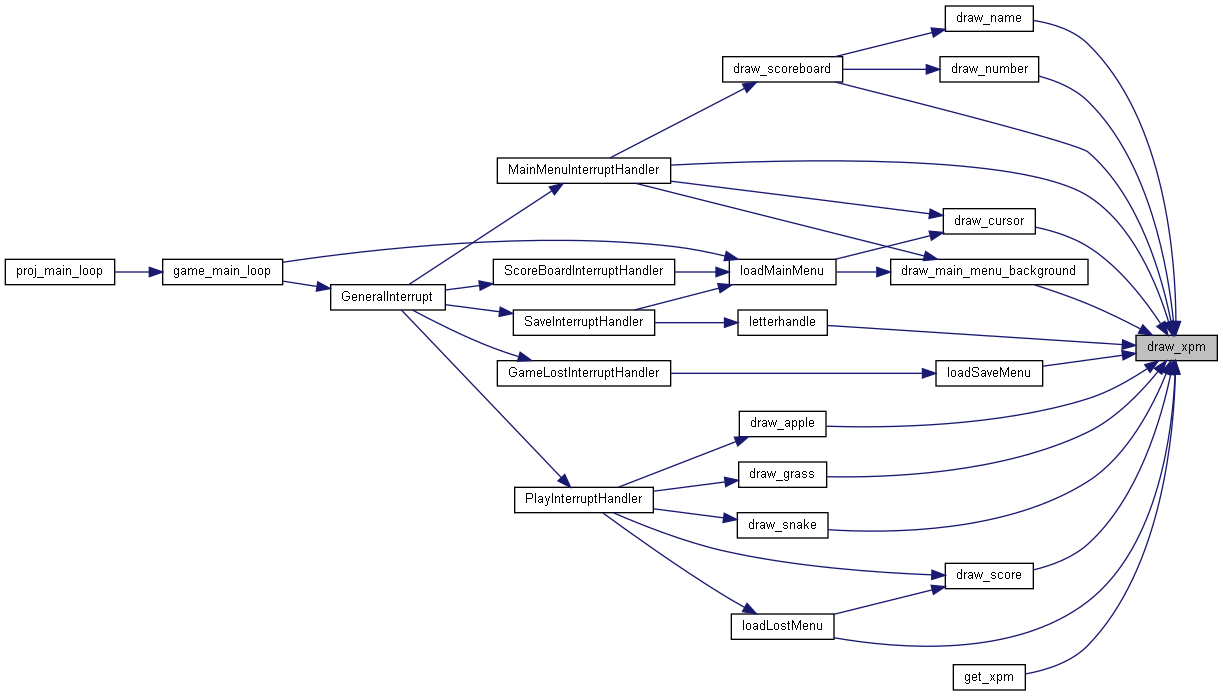 draw_name
draw_scoreboard
draw_number
MainMenuInterruptHandler
draw_cursor
proj_main_loop
game_main_loop
ScoreBoardInterruptHandler
loadMainMenu
draw_main_menu_background
GeneralInterrupt
SaveInterruptHandler
letterhandle
draw_xpm
GameLostInterruptHandler
loadSaveMenu
draw_apple
draw_grass
PlayInterruptHandler
draw_snake
draw_score
loadLostMenu
get_xpm